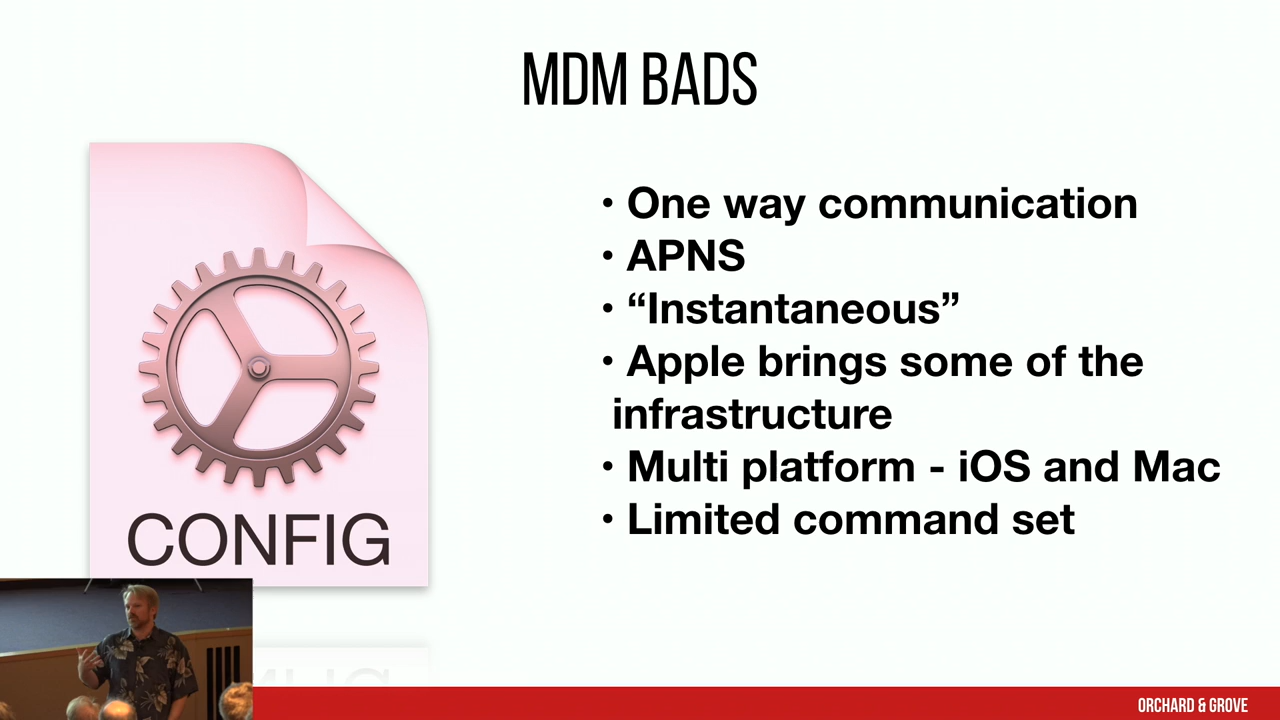 MDM BADS
• One way communication
• APNS
• “Instantaneous”
• Apple brings some of the
infrastructure
• Multi platform - iOS and Mac
• Limited command set
CONFIG
ORCHARD & GROVE